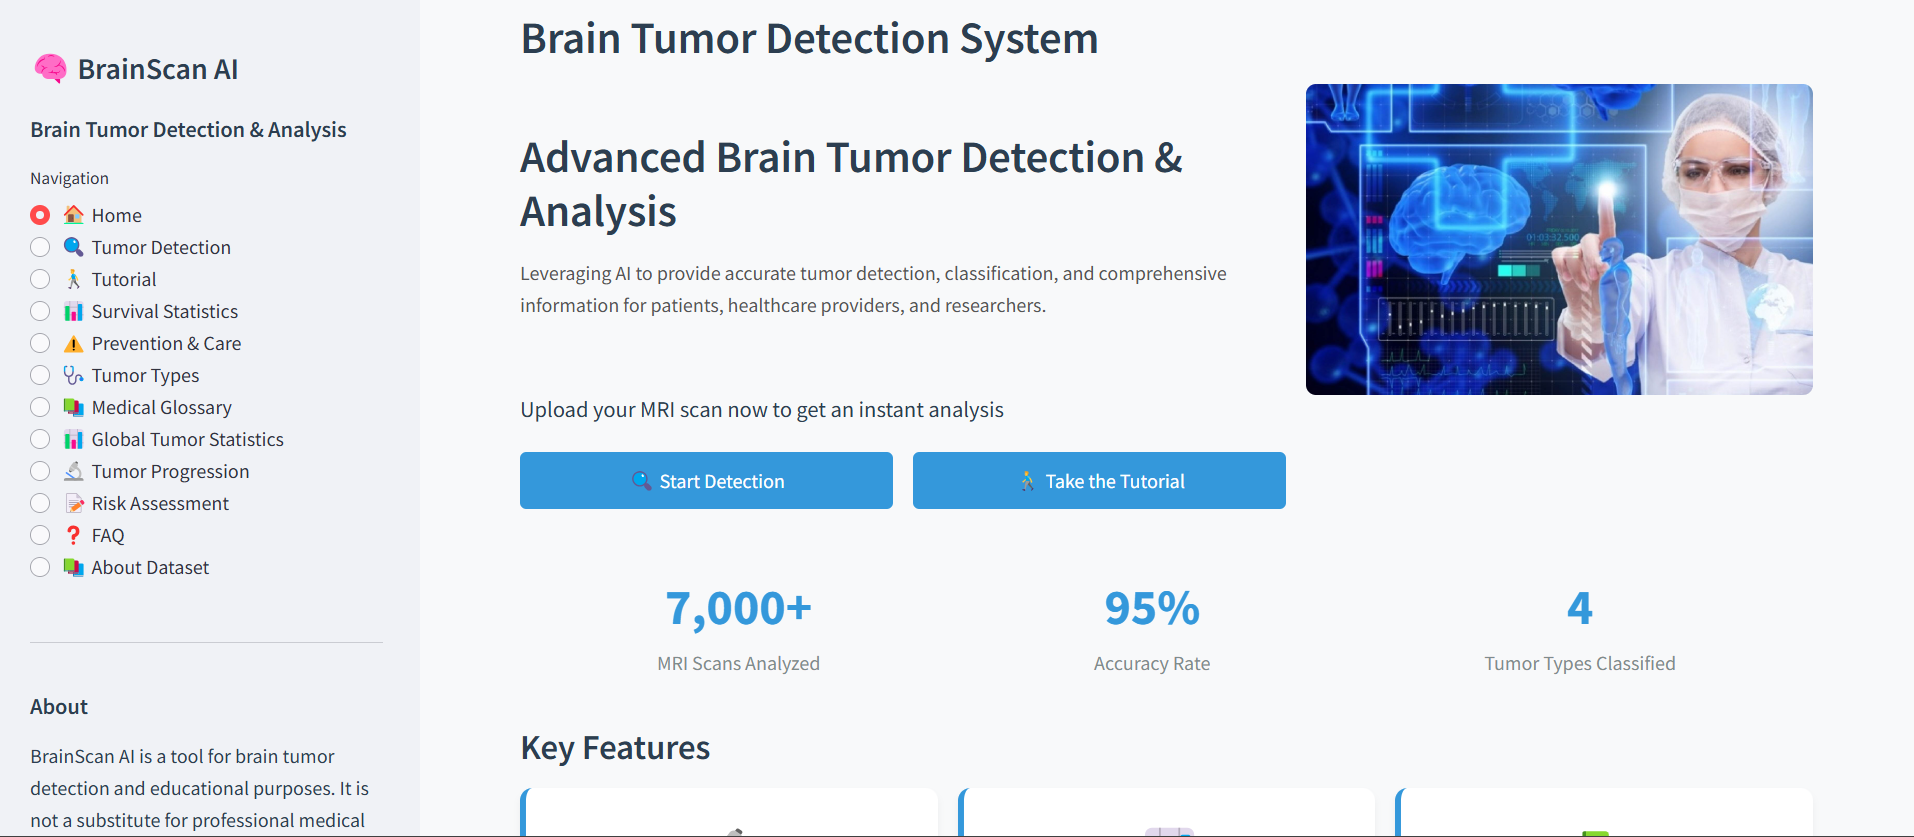 BrainScan AI
Brain Tumor Detection & Analysis
Navigation
Home
Tumor Detection
Tutorial
Survival Statistics
Prevention & Care
Tumor Types
Medical Glossary
Global Tumor Statistics
Tumor Progression
Risk Assessment
FAQ
About Dataset
About
BrainScan AI is a tool for brain tumor
detection and educational purposes. It is
not a substitute for professional medical
Brain Tumor Detection System
Advanced Brain Tumor Detection &
Analysis
Leveraging AI to provide accurate tumor detection, classification, and comprehensive
information for patients, healthcare providers, and researchers.
01:03:32.500
Upload your MRI scan now to get an instant analysis
Start Detection
Take the Tutorial
7,000+
MRI Scans Analyzed
95%
Accuracy Rate
4
Tumor Types Classified
Key Features